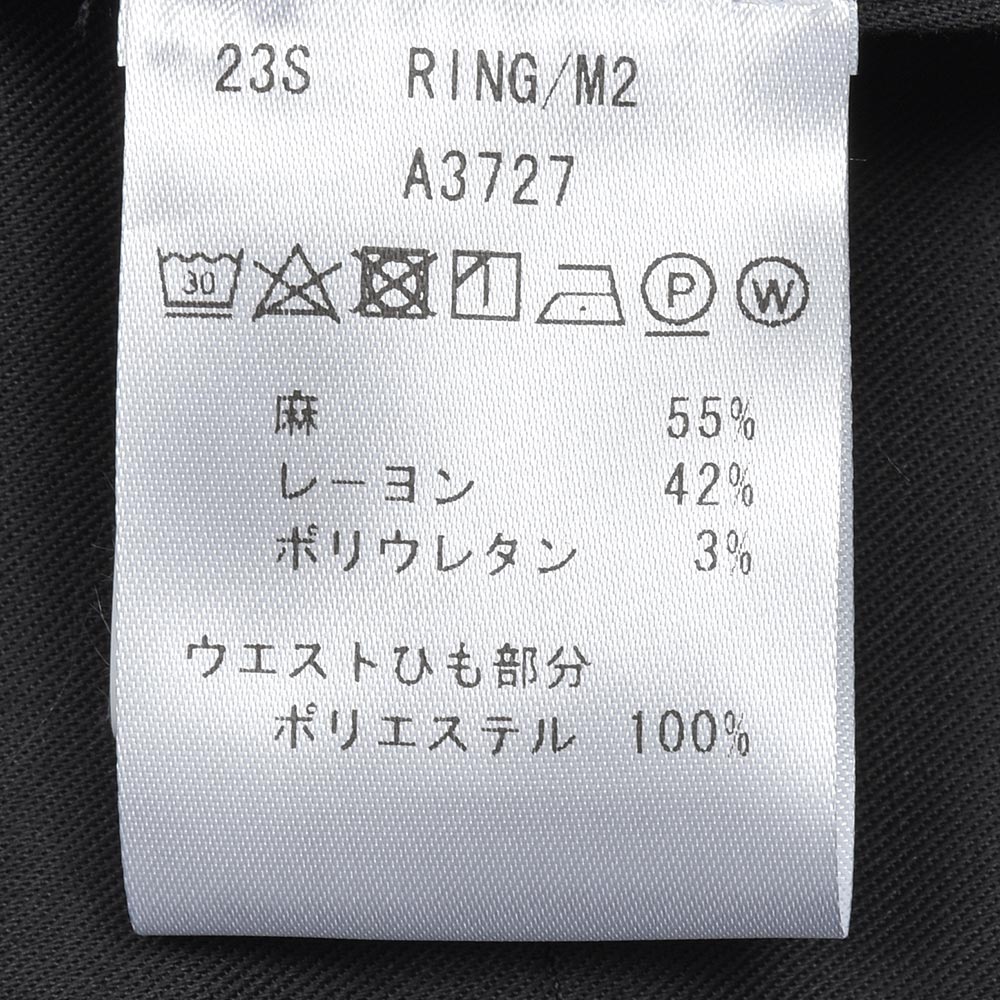 23S RING/M2
A3727
30 P W
麻 55%
レーヨン 42%
ポリウレタン 3%
ウエストひも部分
ポリエステル 100%